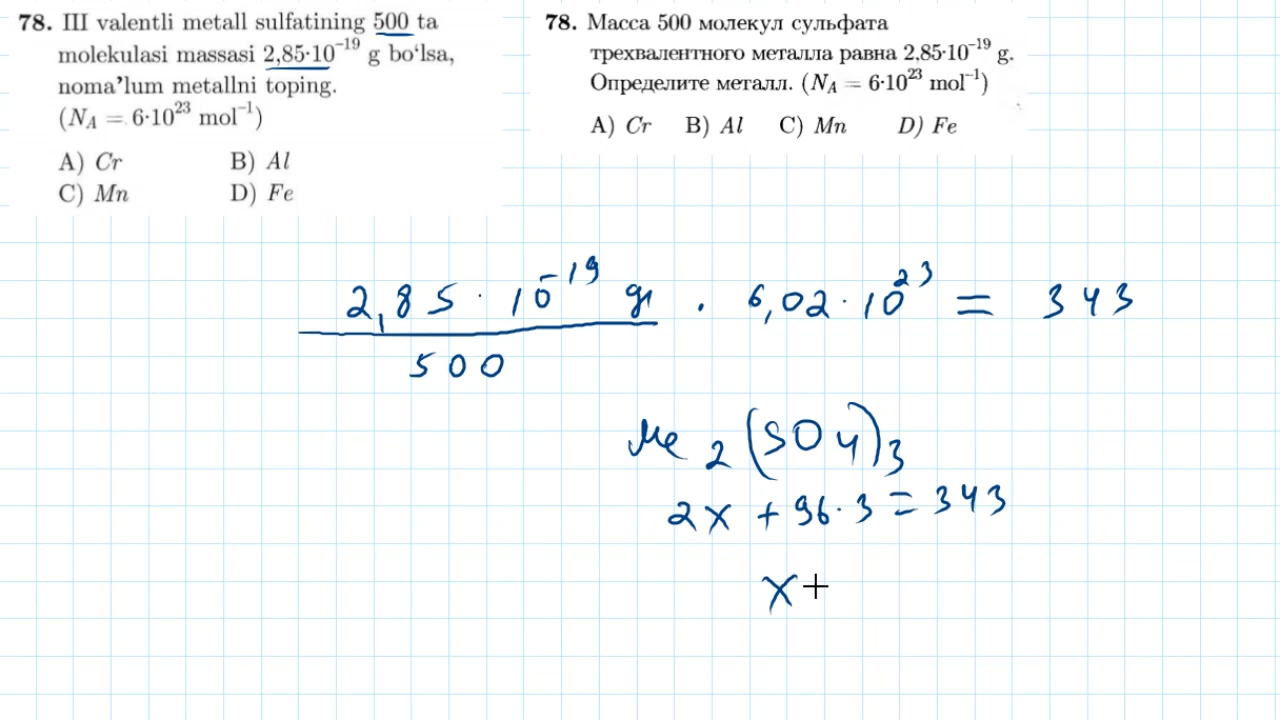 78. III valentli metall sulfatining 500 ta
molekulasi massasi 2,85·10⁻¹⁹ g bo‘lsa,
noma’lum metallni toping.
(N_A = 6·10²³ mol⁻¹)
A) Cr B) Al
C) Mn D) Fe
78. Масса 500 молекул сульфата
трехвалентного металла равна 2,85·10⁻¹⁹ g.
Определите металл. (N_A = 6·10²³ mol⁻¹)
A) Cr B) Al C) Mn D) Fe
2,85 · 10⁻¹⁹ gr · 6,02 · 10²³ = 343
500
Me₂(SO4)₃
2x + 96 · 3 = 343
x